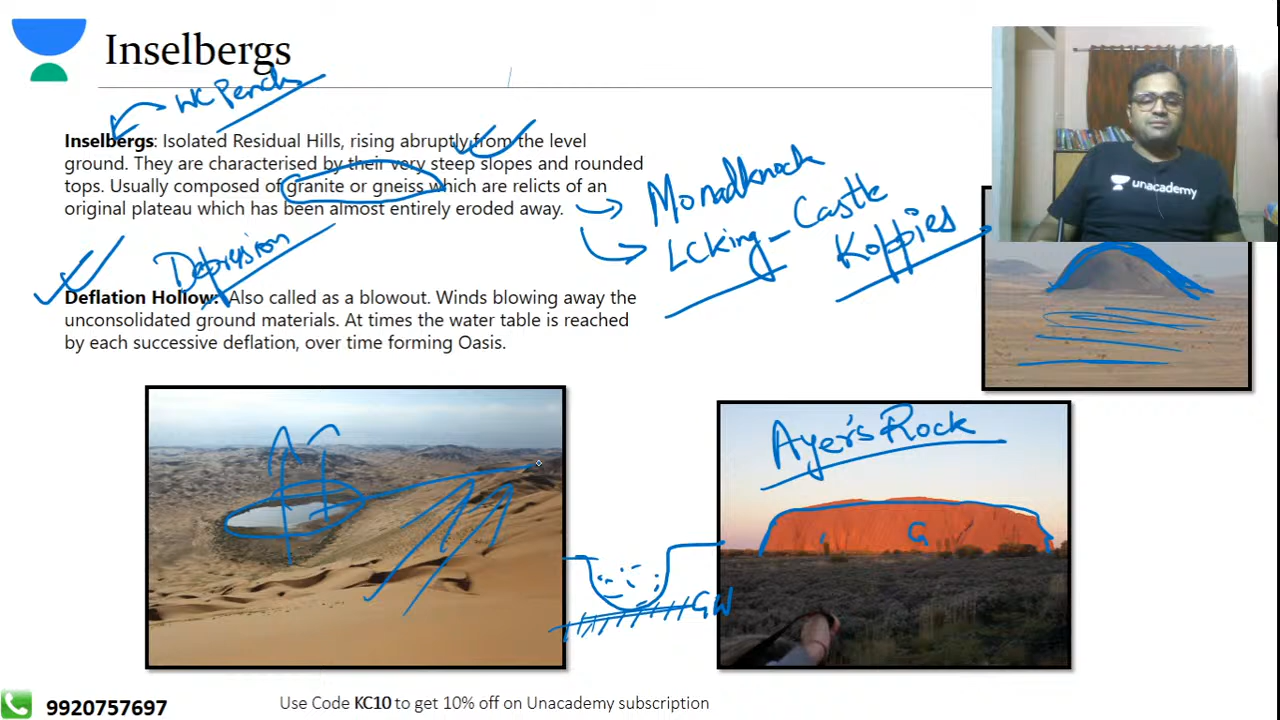 Inselbergs
WC Penck
Inselbergs: Isolated Residual Hills, rising abruptly from the level
ground. They are characterised by their very steep slopes and rounded
tops. Usually composed of granite or gneiss which are relicts of an
original plateau which has been almost entirely eroded away.
Monadknock
LCKing - Castle
Koppies
unacademy
Depression
Deflation Hollow: Also called as a blowout. Winds blowing away the
unconsolidated ground materials. At times the water table is reached
by each successive deflation, over time forming Oasis.
Ayer's Rock
G
GW
9920757697
Use Code KC10 to get 10% off on Unacademy subscription